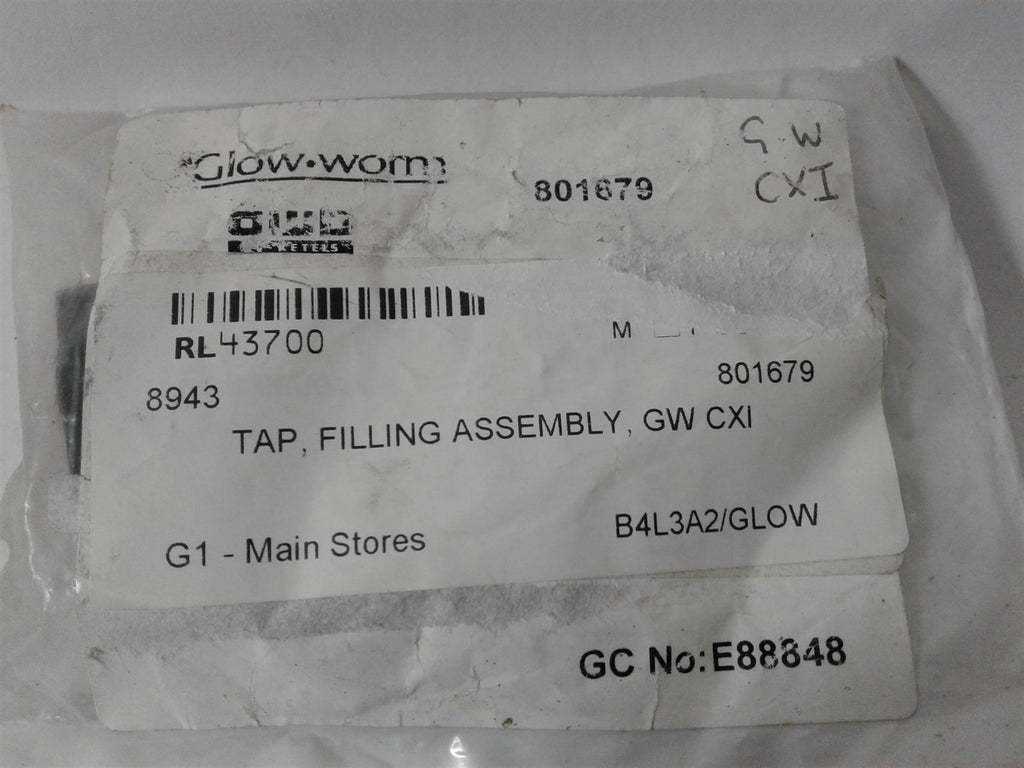 Glow·worm
801679
G W
CXI
RL43700
M
8943
801679
TAP, FILLING ASSEMBLY, GW CXI
B4L3A2/GLOW
G1 - Main Stores
GC No:E88848